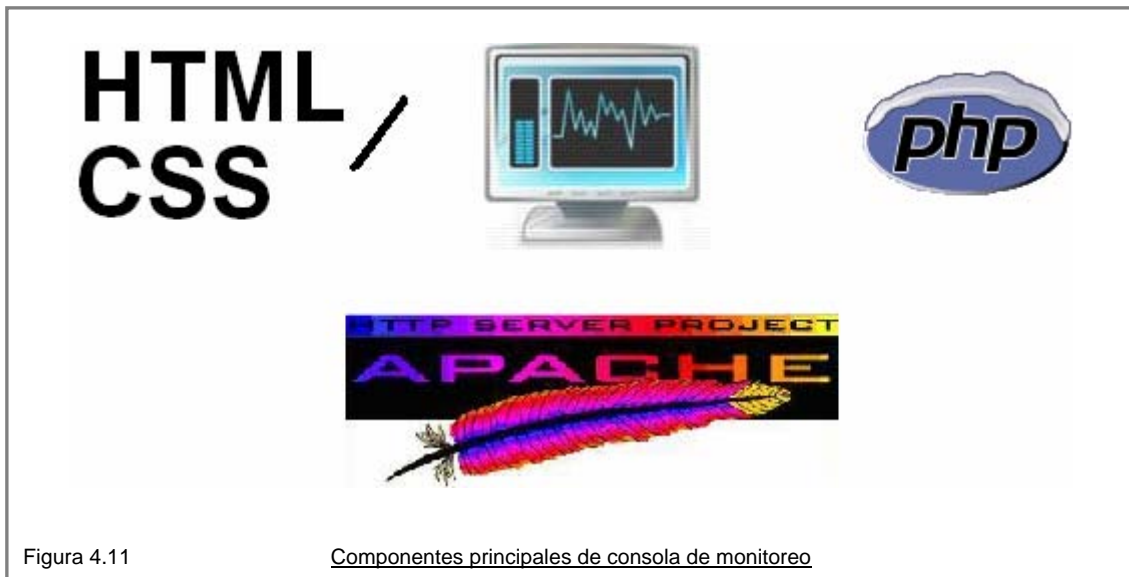 HTML /
CSS
php
HTTP SERVER PROJECT
APACHE
Figura 4.11 Componentes principales de consola de monitoreo